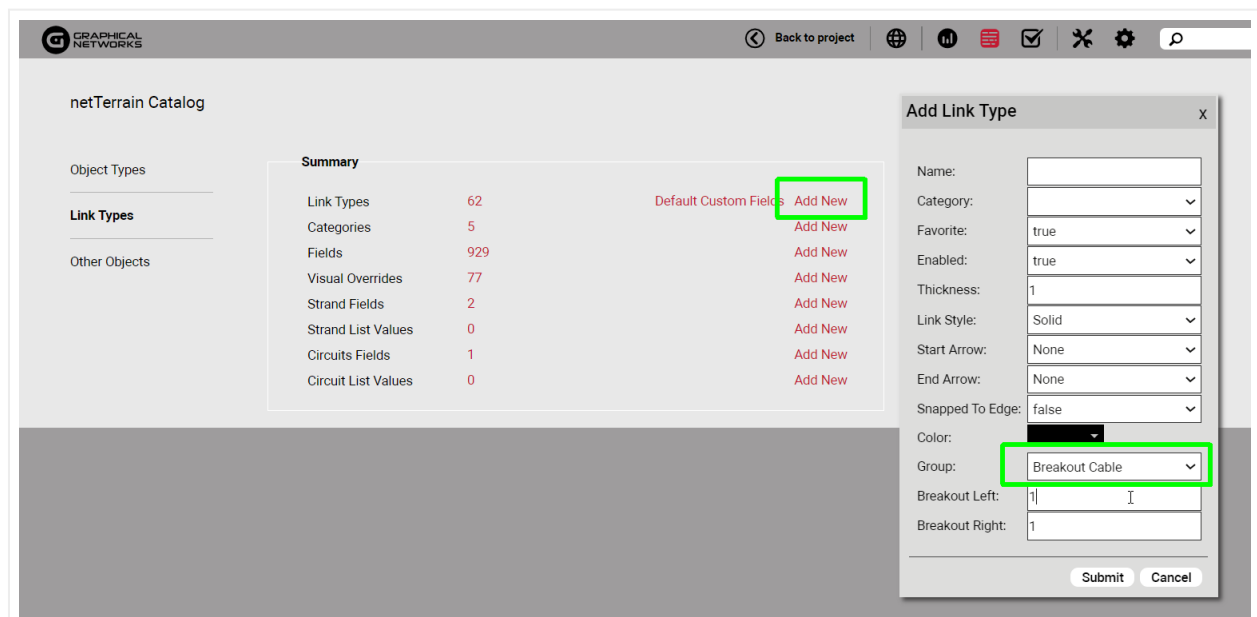 GRAPHICAL
NETWORKS
Back to project
netTerrain Catalog
Object Types
Link Types
Other Objects
Summary
Link Types 62 Default Custom Fields Add New
Categories 5 Add New
Fields 929 Add New
Visual Overrides 77 Add New
Strand Fields 2 Add New
Strand List Values 0 Add New
Circuits Fields 1 Add New
Circuit List Values 0 Add New
Add Link Type x
Name:
Category:
Favorite: true
Enabled: true
Thickness: 1
Link Style: Solid
Start Arrow: None
End Arrow: None
Snapped To Edge: false
Color:
Group: Breakout Cable
Breakout Left: 1
Breakout Right: 1
Submit Cancel